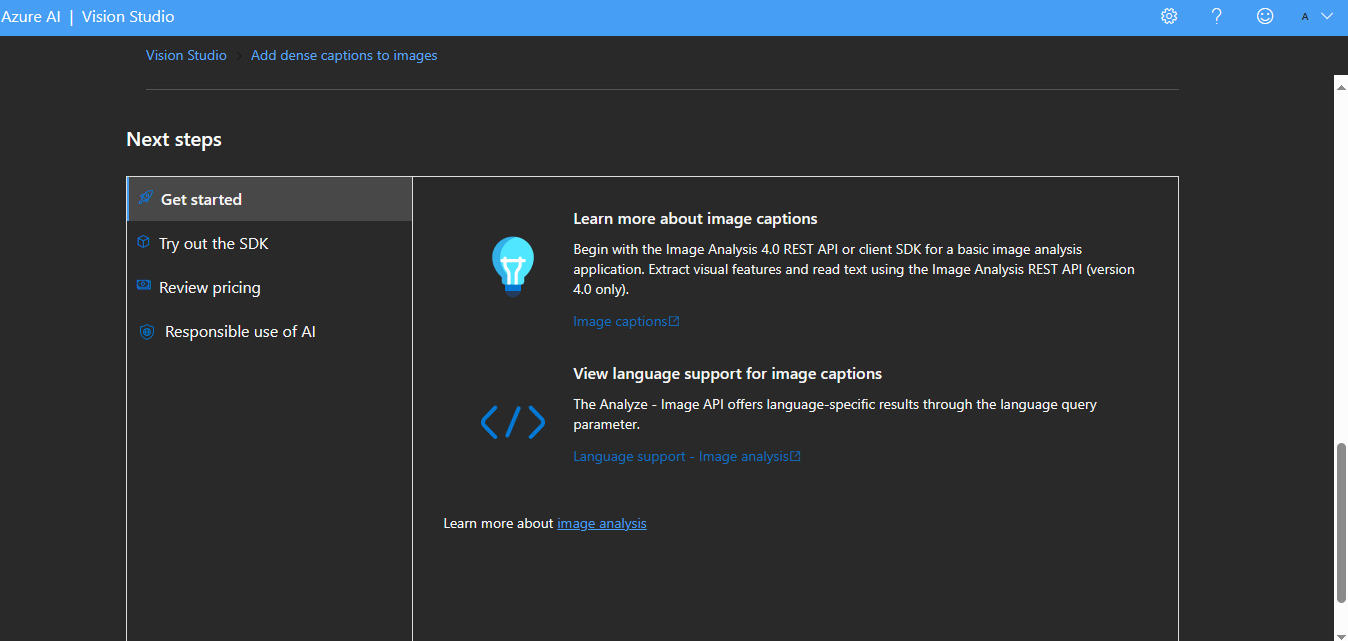 Azure AI | Vision Studio
A
Vision Studio > Add dense captions to images
Next steps
Get started
Try out the SDK
Review pricing
Responsible use of AI
Learn more about image captions
Begin with the Image Analysis 4.0 REST API or client SDK for a basic image analysis
application. Extract visual features and read text using the Image Analysis REST API (version
4.0 only).
Image captions
View language support for image captions
The Analyze - Image API offers language-specific results through the language query
parameter.
Language support - Image analysis
Learn more about image analysis